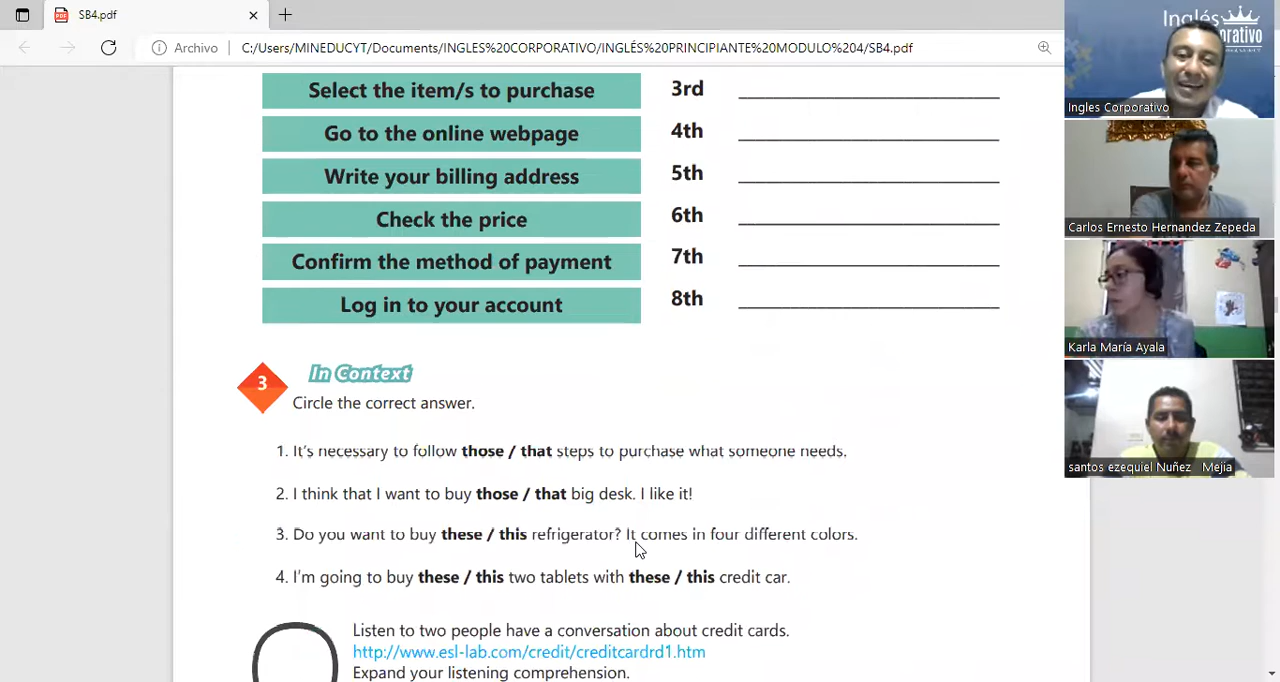 SB4.pdf
Archivo
C:/Users/MINEDUCYT/Documents/INGLES%20CORPORATIVO/INGLÉS%20PRINCIPIANTE%20MODULO%204/SB4.pdf
Select the item/s to purchase
3rd
Go to the online webpage
4th
Write your billing address
5th
Check the price
6th
Confirm the method of payment
7th
Log in to your account
8th
3
In Context
Circle the correct answer.
1. It's necessary to follow those / that steps to purchase what someone needs.
2. I think that I want to buy those / that big desk. I like it!
3. Do you want to buy these / this refrigerator? It comes in four different colors.
4. I'm going to buy these / this two tablets with these / this credit car.
Listen to two people have a conversation about credit cards.
http://www.esl-lab.com/credit/creditcardrd1.htm
Expand your listening comprehension.
Inglés
Ingles Corporativo
Carlos Ernesto Hernandez Zepeda
Karla María Ayala
santos ezequiel Nuñez Mejia